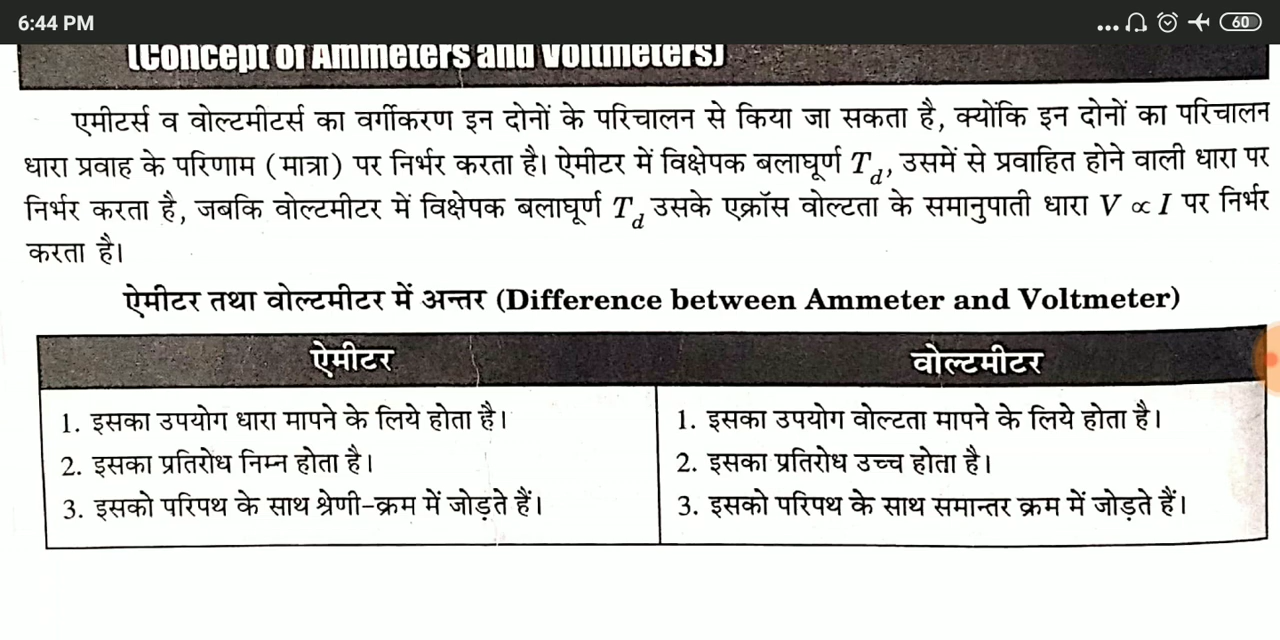 6:44 PM
... 60
(Concept of Ammeters and Voltmeters)
एमीटर्स व वोल्टमीटर्स का वर्गीकरण इन दोनों के परिचालन से किया जा सकता है, क्योंकि इन दोनों का परिचालन
धारा प्रवाह के परिणाम (मात्रा) पर निर्भर करता है। ऐमीटर में विक्षेपक बलाघूर्ण T_d, उसमें से प्रवाहित होने वाली धारा पर
निर्भर करता है, जबकि वोल्टमीटर में विक्षेपक बलाघूर्ण T_d उसके एक्रॉस वोल्टता के समानुपाती धारा V ∝ I पर निर्भर
करता है।
ऐमीटर तथा वोल्टमीटर में अन्तर (Difference between Ammeter and Voltmeter)
ऐमीटर
वोल्टमीटर
1. इसका उपयोग धारा मापने के लिये होता है।
2. इसका प्रतिरोध निम्न होता है।
3. इसको परिपथ के साथ श्रेणी-क्रम में जोड़ते हैं।
1. इसका उपयोग वोल्टता मापने के लिये होता है।
2. इसका प्रतिरोध उच्च होता है।
3. इसको परिपथ के साथ समान्तर क्रम में जोड़ते हैं।